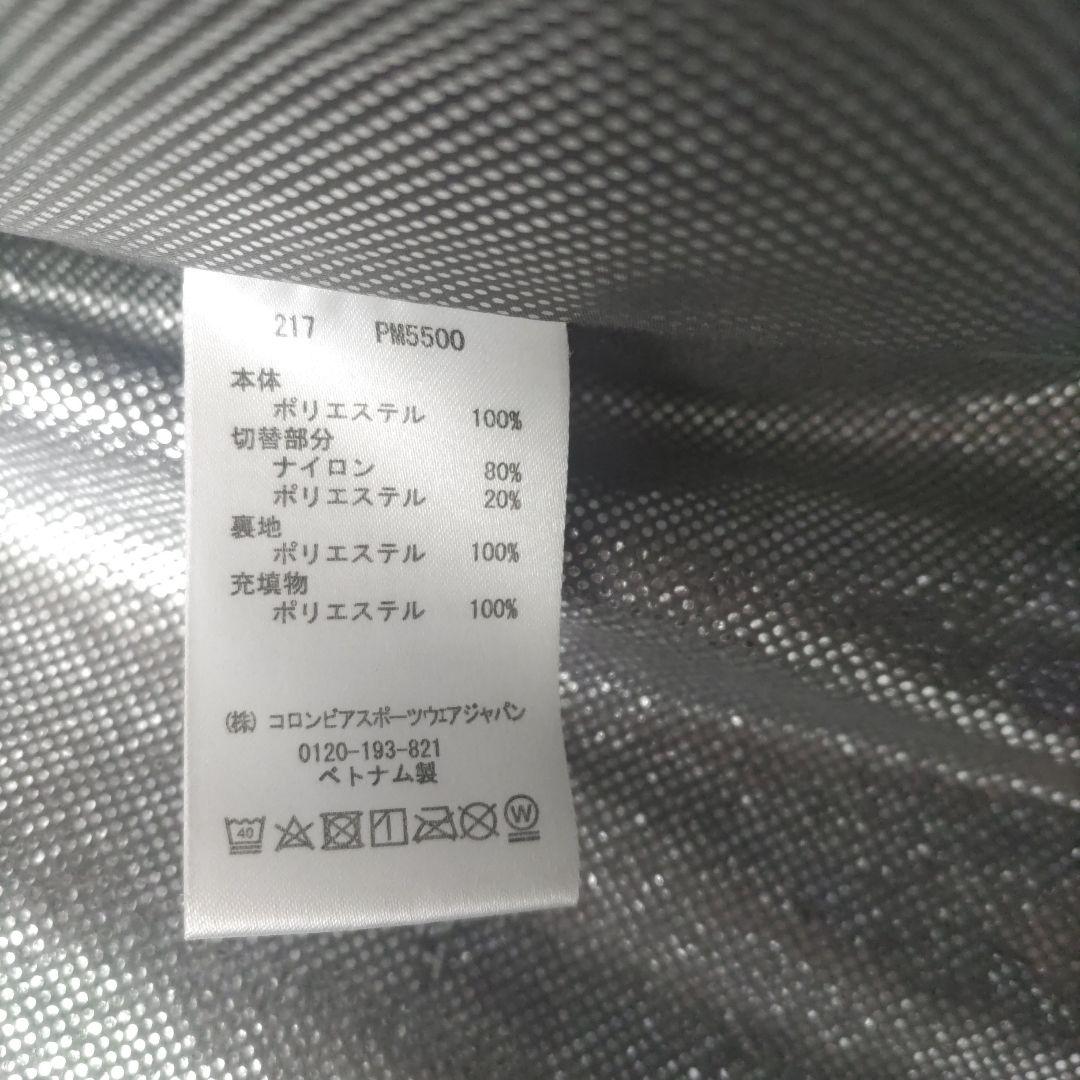 217 PM5500
本体
ポリエステル 100%
切替部分
ナイロン 80%
ポリエステル 20%
裏地
ポリエステル 100%
充填物
ポリエステル 100%
(株) コロンビアスポーツウェアジャパン
0120-193-821
ベトナム製
40 W